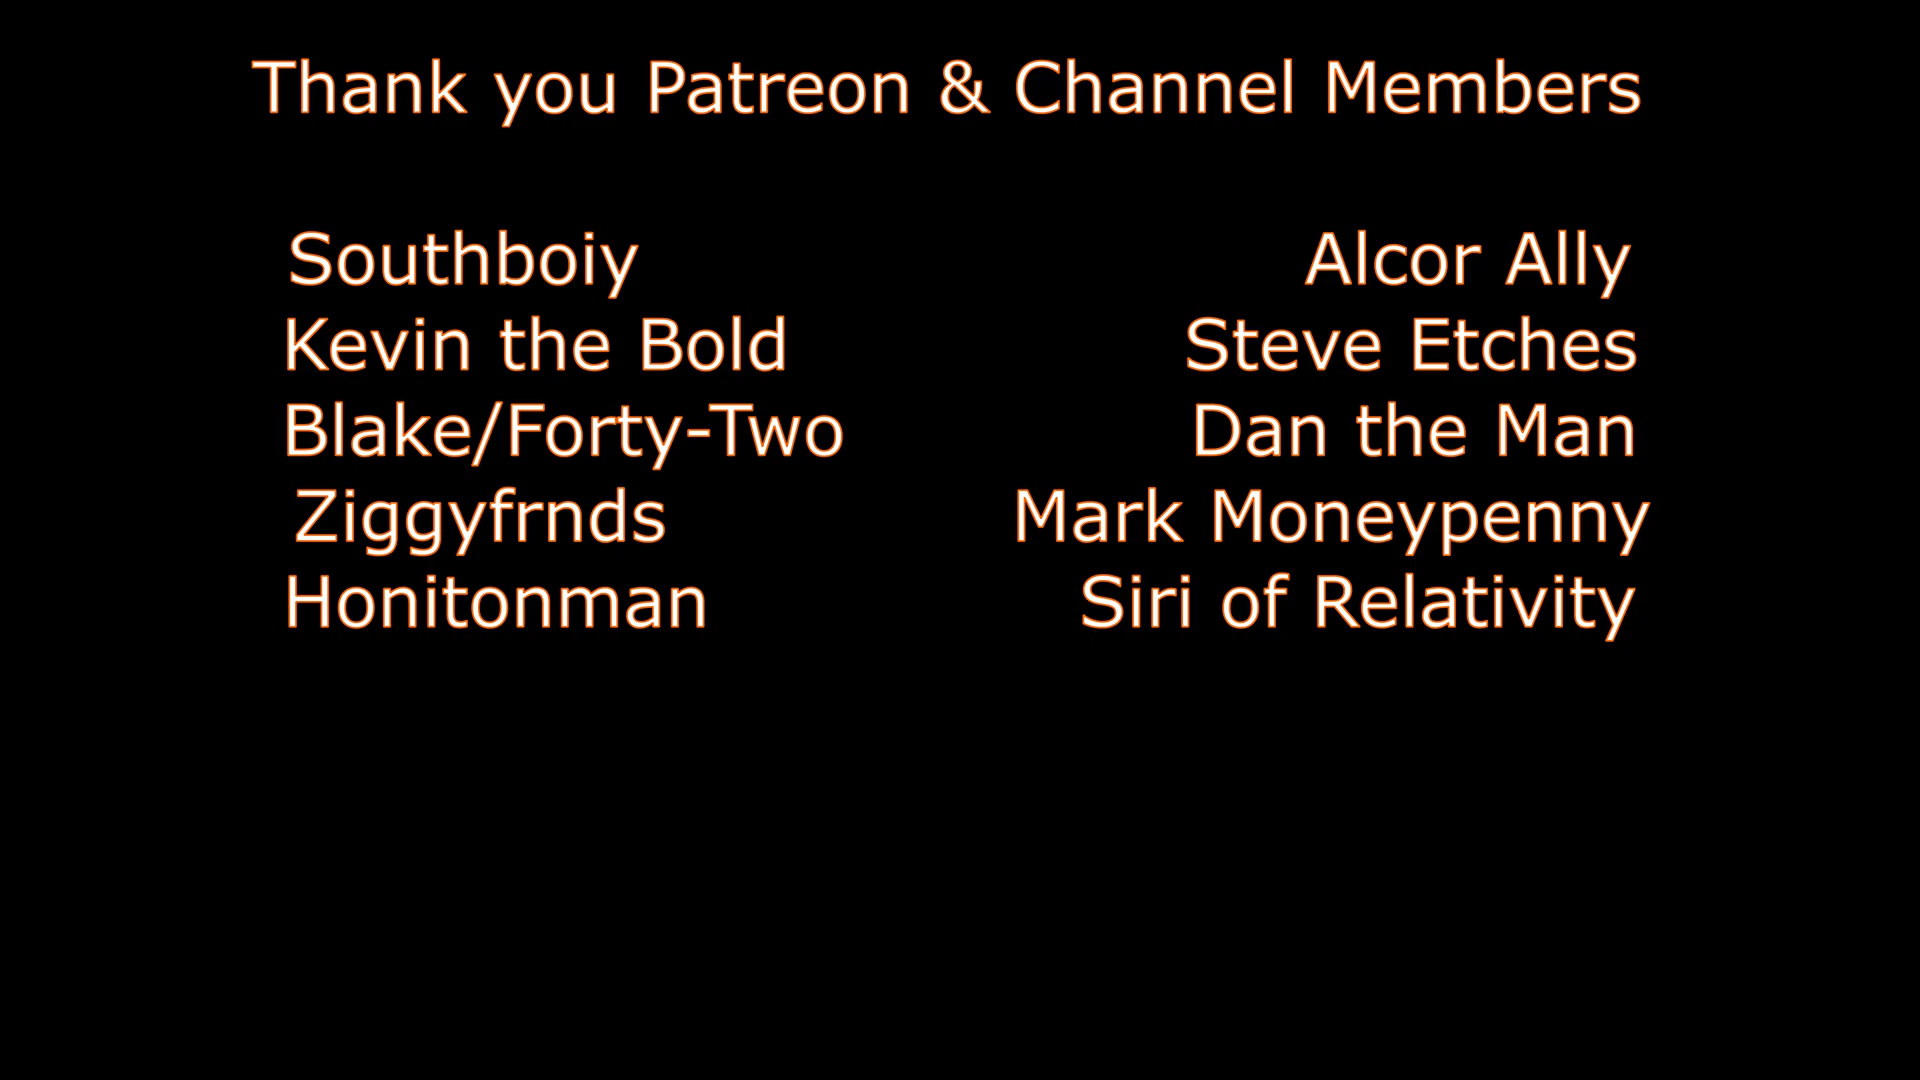 Thank you Patreon & Channel Members
Southboiy
Kevin the Bold
Blake/Forty-Two
Ziggyfrnds
Honitonman
Alcor Ally
Steve Etches
Dan the Man
Mark Moneypenny
Siri of Relativity